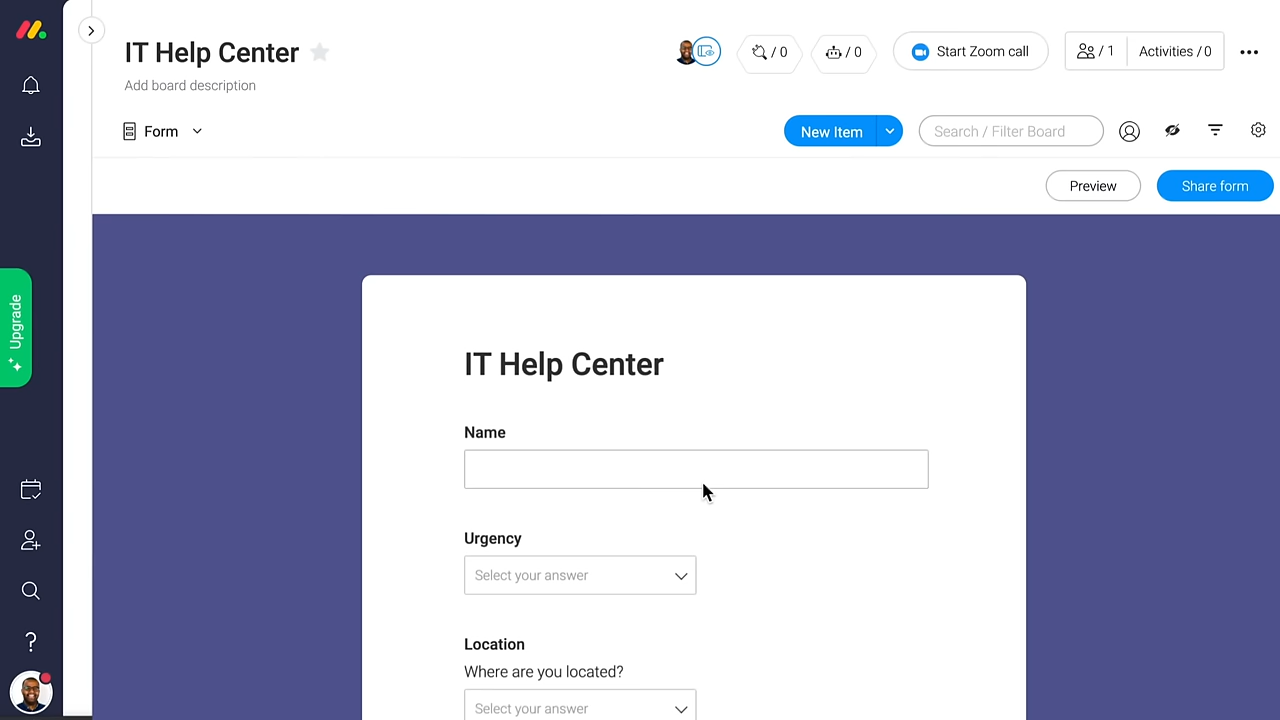 IT Help Center
Add board description
/ 0
/ 0
Start Zoom call
/ 1
Activities / 0
Form
New Item
Search / Filter Board
Preview
Share form
Upgrade
IT Help Center
Name
Urgency
Select your answer
Location
Where are you located?
Select your answer